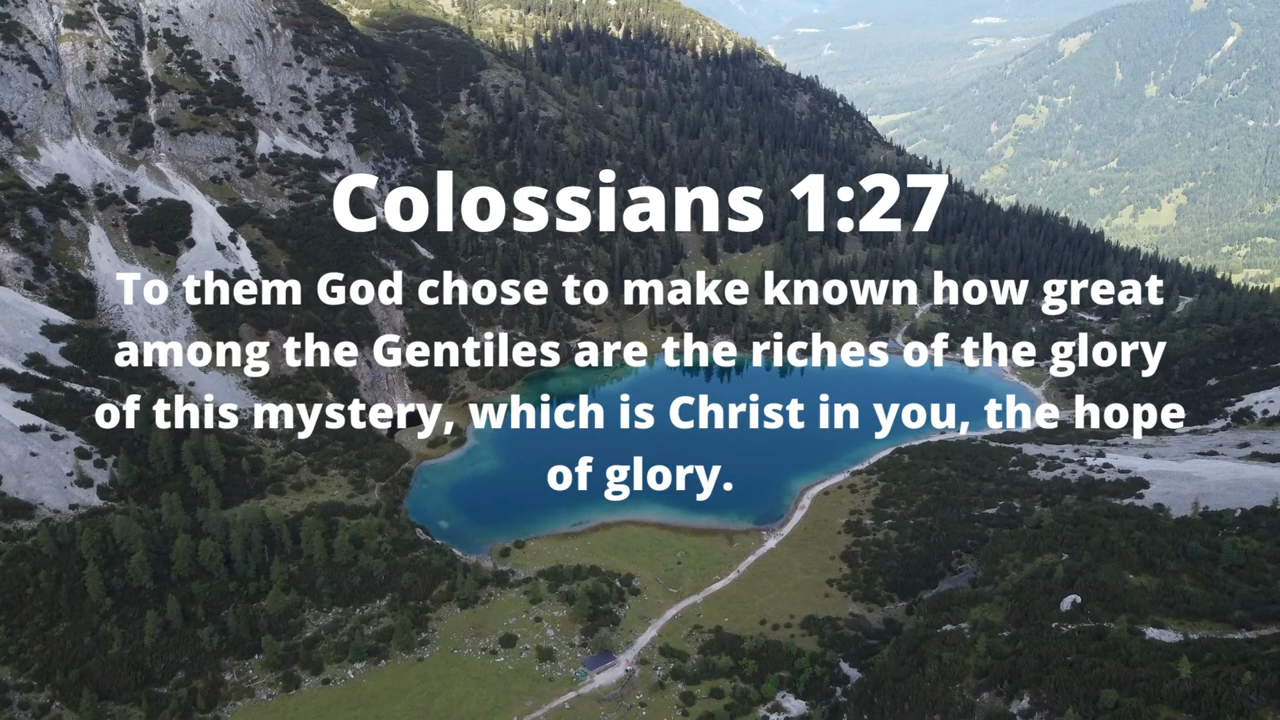 Colossians 1:27
To them God chose to make known how great
among the Gentiles are the riches of the glory
of this mystery, which is Christ in you, the hope
of glory.